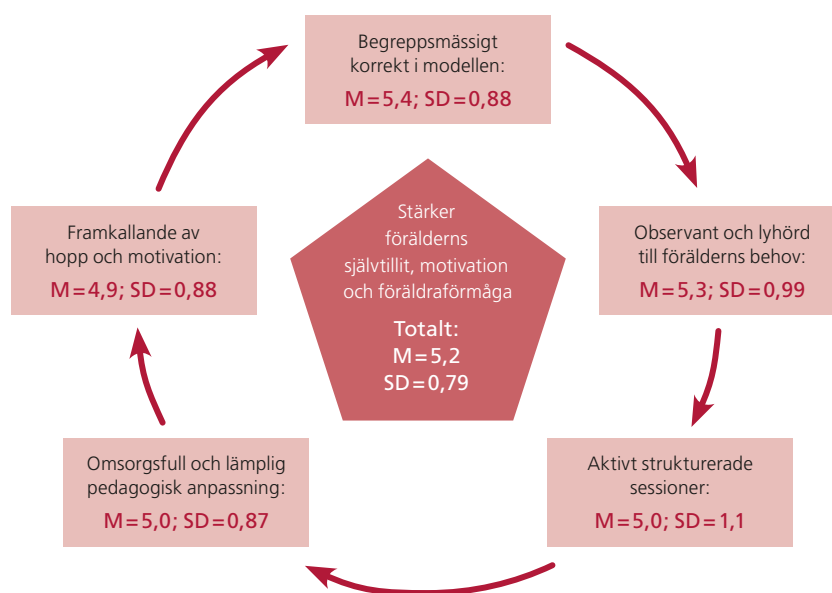 Begreppsmässigt
korrekt i modellen:
M=5,4; SD=0,88
Observant och lyhörd
till förälderns behov:
M=5,3; SD=0,99
Aktivt strukturerade
sessioner:
M=5,0; SD=1,1
Omsorgsfull och lämplig
pedagogisk anpassning:
M=5,0; SD=0,87
Framkallande av
hopp och motivation:
M=4,9; SD=0,88
Stärker
förälderns
självtillit, motivation
och föräldraförmåga
Totalt:
M=5,2
SD=0,79